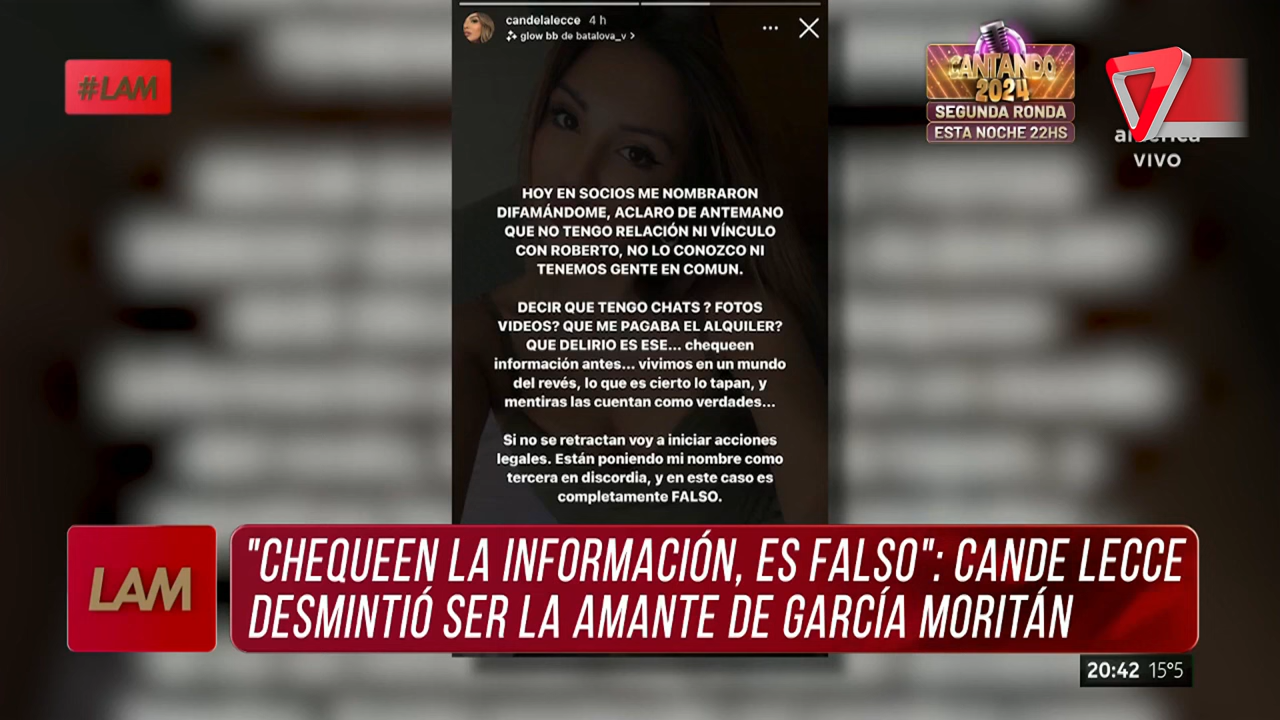 candelalecce 4 h
glow bb de batalova_v >
#LAM
CANTANDO
2024
SEGUNDA RONDA
ESTA NOCHE 22HS
américa
VIVO
HOY EN SOCIOS ME NOMBRARON
DIFAMÁNDOME, ACLARO DE ANTEMANO
QUE NO TENGO RELACIÓN NI VÍNCULO
CON ROBERTO, NO LO CONOZCO NI
TENEMOS GENTE EN COMUN.
DECIR QUE TENGO CHATS ? FOTOS
VIDEOS? QUE ME PAGABA EL ALQUILER?
QUE DELIRIO ES ESE... chequeen
información antes... vivimos en un mundo
del revés, lo que es cierto lo tapan, y
mentiras las cuentan como verdades...
Si no se retractan voy a iniciar acciones
legales. Están poniendo mi nombre como
tercera en discordia, y en este caso es
completamente FALSO.
LAM
"CHEQUEEN LA INFORMACIÓN, ES FALSO": CANDE LECCE
DESMINTIÓ SER LA AMANTE DE GARCÍA MORITÁN
20:42 15°5